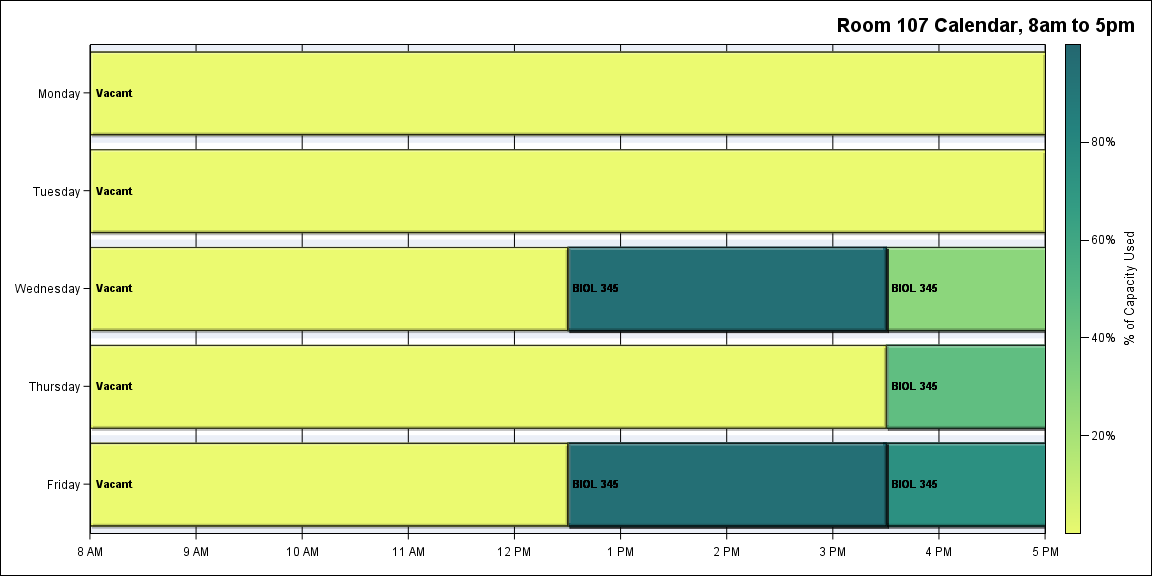 Room 107 Calendar, 8am to 5pm
Monday
Vacant
Tuesday
Vacant
Wednesday
Vacant
BIOL 345
BIOL 345
Thursday
Vacant
BIOL 345
Friday
Vacant
BIOL 345
BIOL 345
8 AM
9 AM
10 AM
11 AM
12 PM
1 PM
2 PM
3 PM
4 PM
5 PM
80%
60%
40%
20%
% of Capacity Used